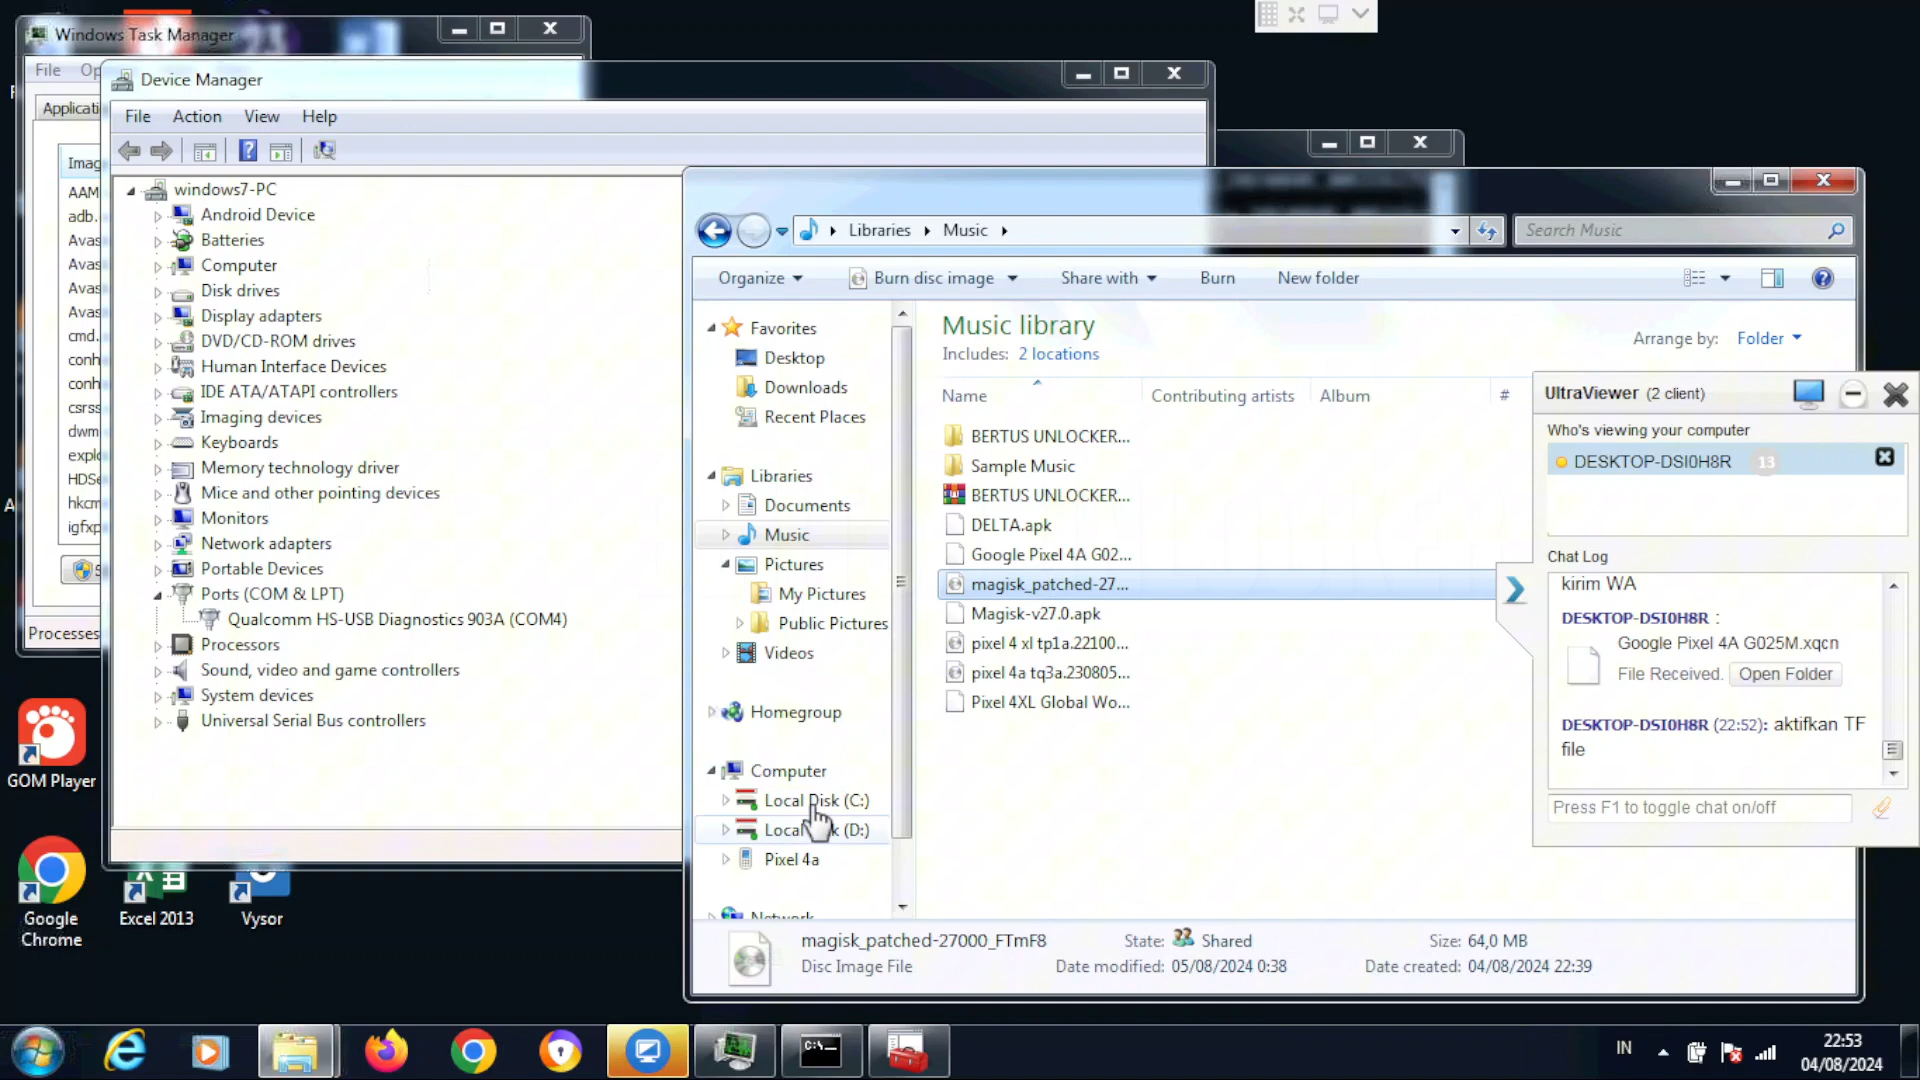 Windows Task Manager
File
Applicati
Imag
AAM
adb.
Avas
Avas
Avas
Avas
cmd.
conh
conh
csrss
dwm
explo
HDSe
hkcm
igfxp
Processes
Device Manager
File Action View Help
windows7-PC
Android Device
Batteries
Computer
Disk drives
Display adapters
DVD/CD-ROM drives
Human Interface Devices
IDE ATA/ATAPI controllers
Imaging devices
Keyboards
Memory technology driver
Mice and other pointing devices
Monitors
Network adapters
Portable Devices
Ports (COM & LPT)
Qualcomm HS-USB Diagnostics 903A (COM4)
Processors
Sound, video and game controllers
System devices
Universal Serial Bus controllers
Libraries Music
Search Music
Organize Burn disc image Share with Burn New folder
Favorites
Desktop
Downloads
Recent Places
Libraries
Documents
Music
Pictures
My Pictures
Public Pictures
Videos
Homegroup
Computer
Local Disk (C:)
Local Disk (D:)
Pixel 4a
Network
Music library
Includes: 2 locations
Arrange by: Folder
Name Contributing artists Album #
BERTUS UNLOCKER...
Sample Music
BERTUS UNLOCKER...
DELTA.apk
Google Pixel 4A G02...
magisk_patched-27...
Magisk-v27.0.apk
pixel 4 xl tp1a.22100...
pixel 4a tq3a.230805...
Pixel 4XL Global Wo...
magisk_patched-27000_FTmF8 State: Shared Size: 64,0 MB
Disc Image File Date modified: 05/08/2024 0:38 Date created: 04/08/2024 22:39
UltraViewer (2 client)
Who's viewing your computer
DESKTOP-DSI0H8R 13
Chat Log
kirim WA
DESKTOP-DSI0H8R :
Google Pixel 4A G025M.xqcn
File Received. Open Folder
DESKTOP-DSI0H8R (22:52): aktifkan TF
file
Press F1 to toggle chat on/off
GOM Player
Google
Chrome
Excel 2013
Vysor
IN
22:53
04/08/2024